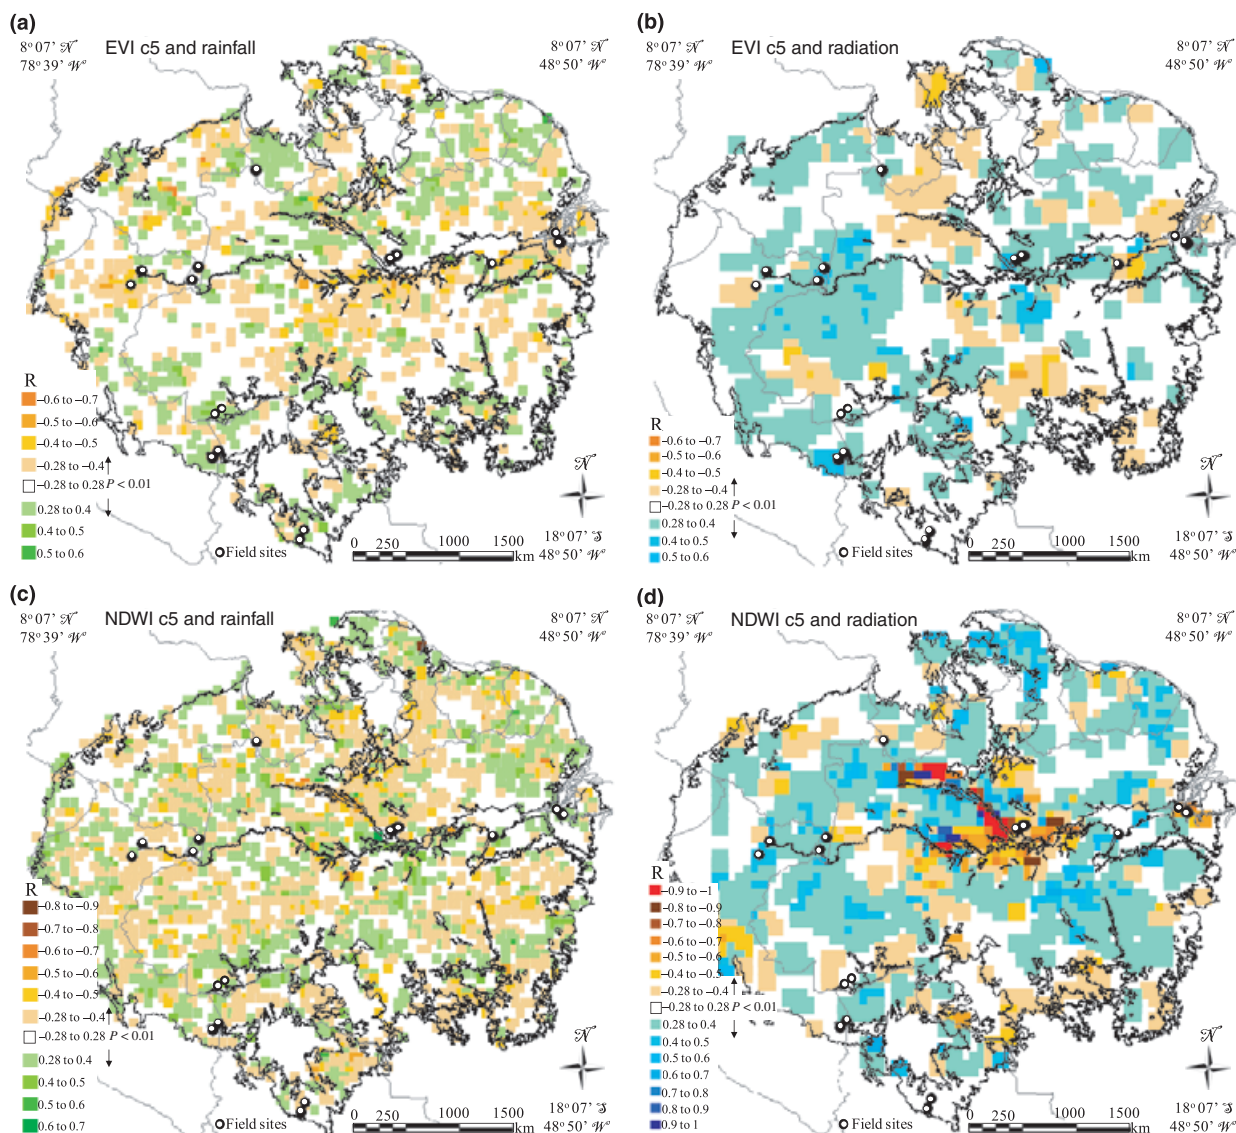 (a)
8° 07' N
78° 39' W
EVI c5 and rainfall
8° 07' N
48° 50' W
R
−0.6 to −0.7
−0.5 to −0.6
−0.4 to −0.5
−0.28 to −0.4
−0.28 to 0.28 P < 0.01
0.28 to 0.4
0.4 to 0.5
0.5 to 0.6
Field sites
N
18° 07' S
48° 50' W
0 250 500 1000 1500
km
(b)
8° 07' N
78° 39' W
EVI c5 and radiation
8° 07' N
48° 50' W
R
−0.6 to −0.7
−0.5 to −0.6
−0.4 to −0.5
−0.28 to −0.4
−0.28 to 0.28 P < 0.01
0.28 to 0.4
0.4 to 0.5
0.5 to 0.6
Field sites
N
18° 07' S
48° 50' W
0 250 500 1000 1500
km
(c)
8° 07' N
78° 39' W
NDWI c5 and rainfall
8° 07' N
48° 50' W
R
−0.8 to −0.9
−0.7 to −0.8
−0.6 to −0.7
−0.5 to −0.6
−0.4 to −0.5
−0.28 to −0.4
−0.28 to 0.28 P < 0.01
0.28 to 0.4
0.4 to 0.5
0.5 to 0.6
0.6 to 0.7
Field sites
N
18° 07' S
48° 50' W
0 250 500 1000 1500
km
(d)
8° 07' N
78° 39' W
NDWI c5 and radiation
8° 07' N
48° 50' W
R
−0.9 to −1
−0.8 to −0.9
−0.7 to −0.8
−0.6 to −0.7
−0.5 to −0.6
−0.4 to −0.5
−0.28 to −0.4
−0.28 to 0.28 P < 0.01
0.28 to 0.4
0.4 to 0.5
0.5 to 0.6
0.6 to 0.7
0.7 to 0.8
0.8 to 0.9
0.9 to 1
Field sites
N
18° 07' S
48° 50' W
0 250 500 1000 1500
km